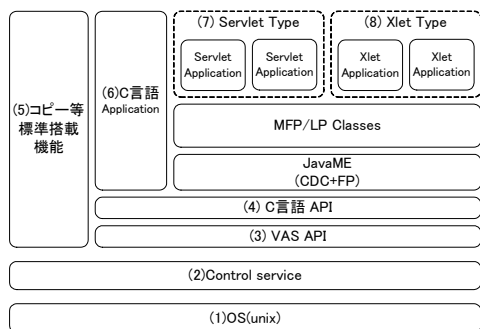 (7) Servlet Type
(8) Xlet Type
Servlet
Application
Servlet
Application
Xlet
Application
Xlet
Application
(5)コピー等
標準搭載
機能
(6)C言語
Application
MFP/LP Classes
JavaME
(CDC+FP)
(4) C言語 API
(3) VAS API
(2)Control service
(1)OS(unix)